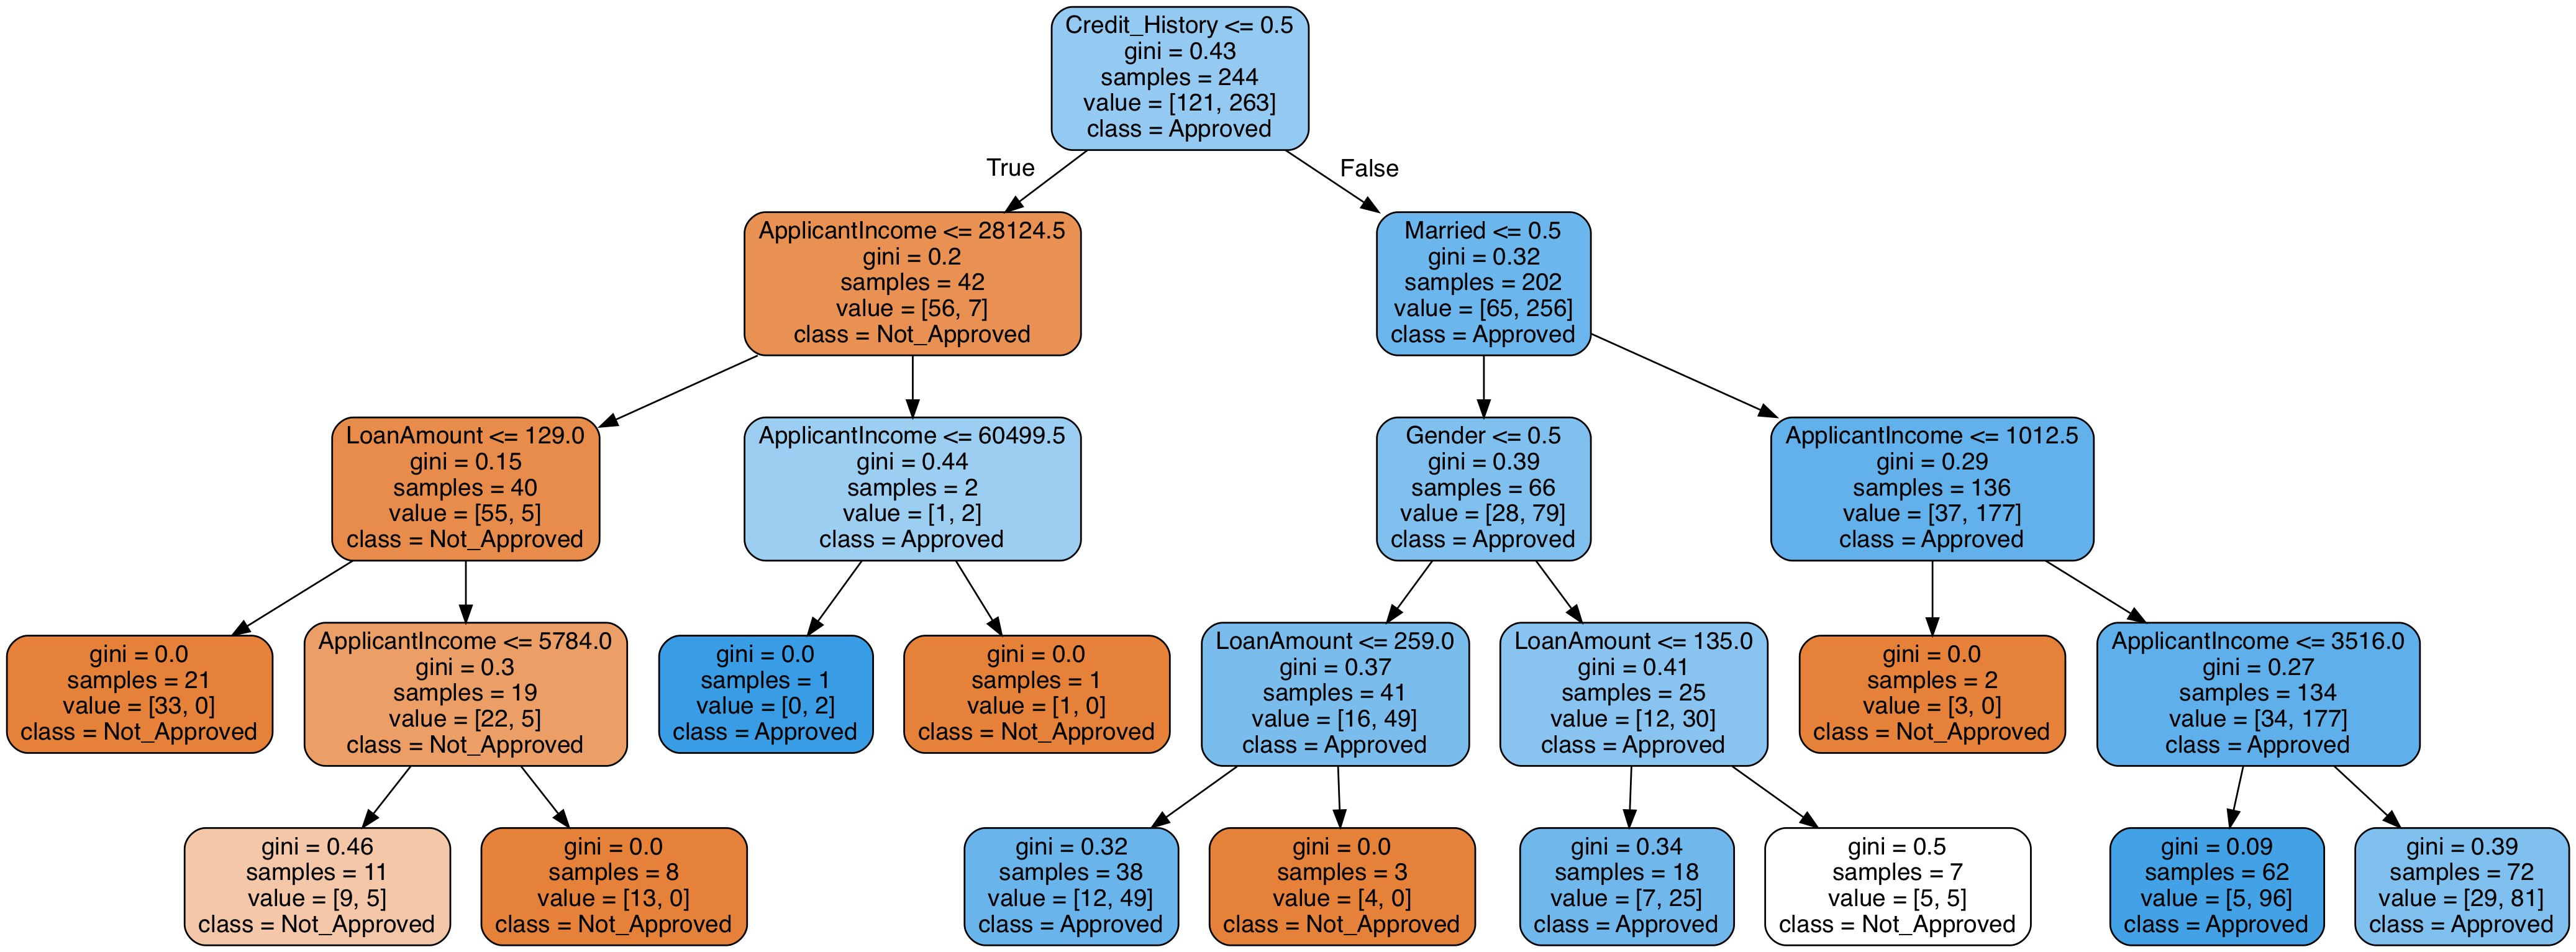 Credit_History <= 0.5
gini = 0.43
samples = 244
value = [121, 263]
class = Approved
True
False
ApplicantIncome <= 28124.5
gini = 0.2
samples = 42
value = [56, 7]
class = Not_Approved
Married <= 0.5
gini = 0.32
samples = 202
value = [65, 256]
class = Approved
LoanAmount <= 129.0
gini = 0.15
samples = 40
value = [55, 5]
class = Not_Approved
ApplicantIncome <= 60499.5
gini = 0.44
samples = 2
value = [1, 2]
class = Approved
Gender <= 0.5
gini = 0.39
samples = 66
value = [28, 79]
class = Approved
ApplicantIncome <= 1012.5
gini = 0.29
samples = 136
value = [37, 177]
class = Approved
gini = 0.0
samples = 21
value = [33, 0]
class = Not_Approved
ApplicantIncome <= 5784.0
gini = 0.3
samples = 19
value = [22, 5]
class = Not_Approved
gini = 0.0
samples = 1
value = [0, 2]
class = Approved
gini = 0.0
samples = 1
value = [1, 0]
class = Not_Approved
LoanAmount <= 259.0
gini = 0.37
samples = 41
value = [16, 49]
class = Approved
LoanAmount <= 135.0
gini = 0.41
samples = 25
value = [12, 30]
class = Approved
gini = 0.0
samples = 2
value = [3, 0]
class = Not_Approved
ApplicantIncome <= 3516.0
gini = 0.27
samples = 134
value = [34, 177]
class = Approved
gini = 0.46
samples = 11
value = [9, 5]
class = Not_Approved
gini = 0.0
samples = 8
value = [13, 0]
class = Not_Approved
gini = 0.32
samples = 38
value = [12, 49]
class = Approved
gini = 0.0
samples = 3
value = [4, 0]
class = Not_Approved
gini = 0.34
samples = 18
value = [7, 25]
class = Approved
gini = 0.5
samples = 7
value = [5, 5]
class = Not_Approved
gini = 0.09
samples = 62
value = [5, 96]
class = Approved
gini = 0.39
samples = 72
value = [29, 81]
class = Approved